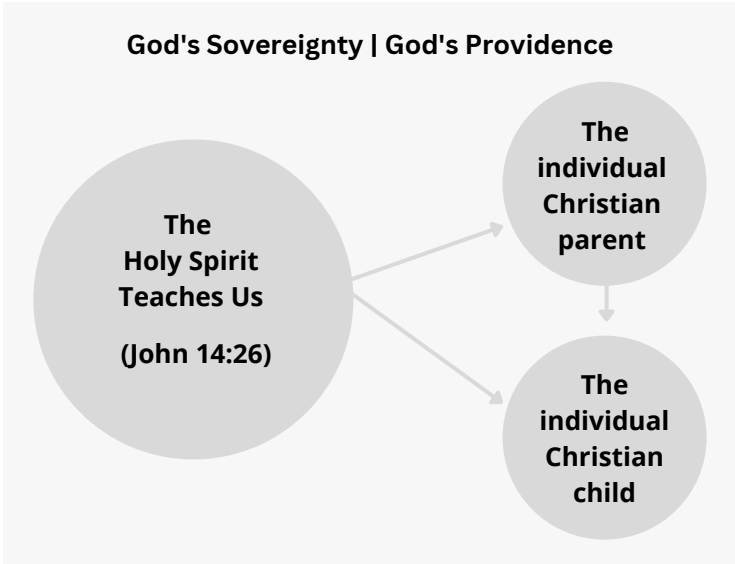 God's Sovereignty | God's Providence
The
Holy Spirit
Teaches Us
(John 14:26)
The
individual
Christian
parent
The
individual
Christian
child